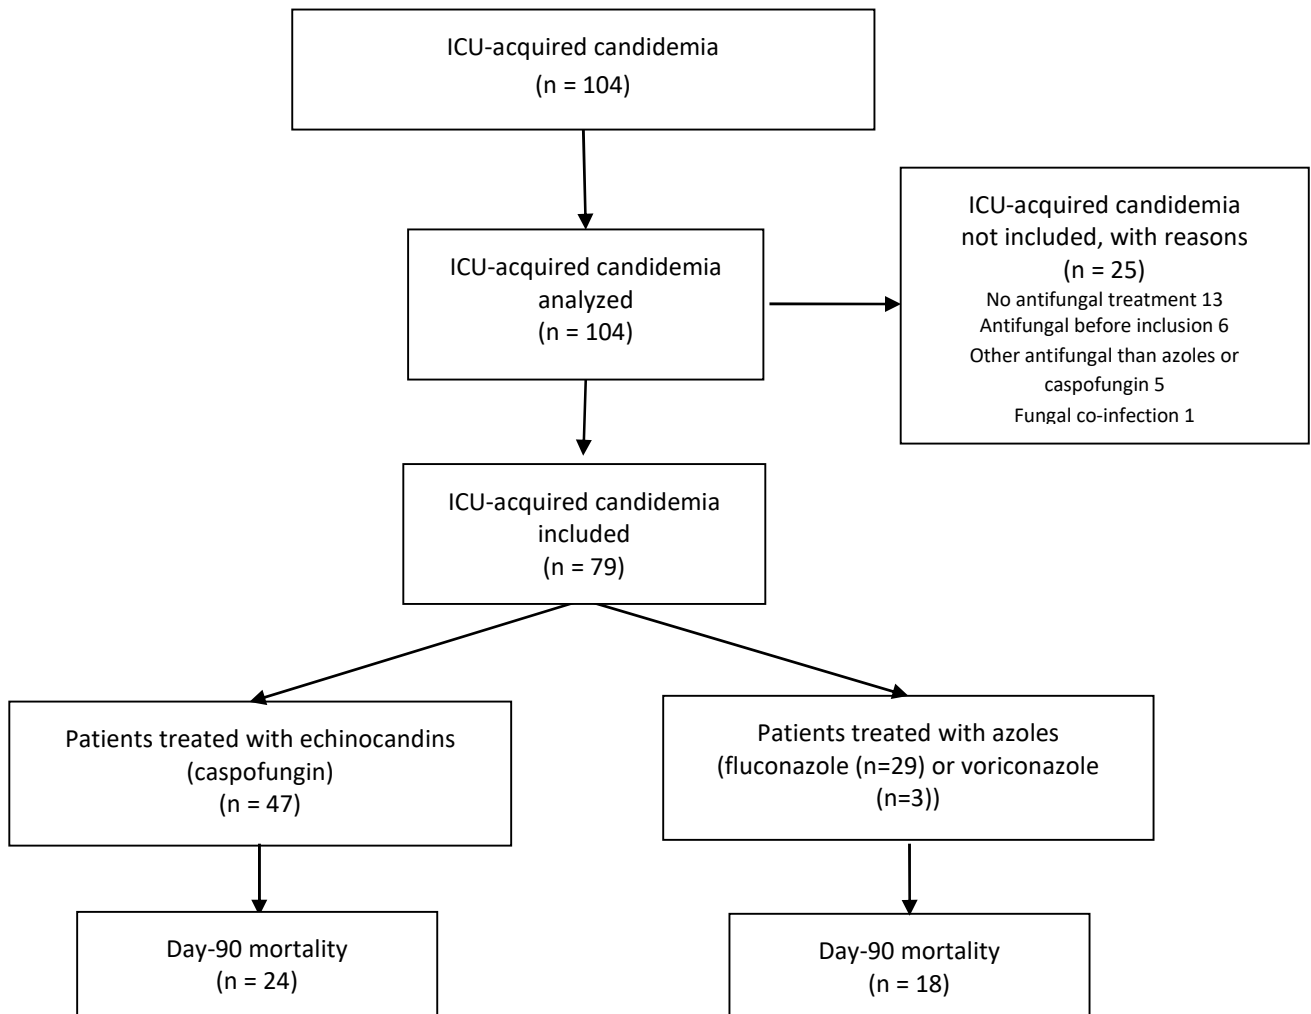 ICU-acquired candidemia
(n = 104)
ICU-acquired candidemia
analyzed
(n = 104)
ICU-acquired candidemia
not included, with reasons
(n = 25)
No antifungal treatment 13
Antifungal before inclusion 6
Other antifungal than azoles or
caspofungin 5
Fungal co-infection 1
ICU-acquired candidemia
included
(n = 79)
Patients treated with echinocandins
(caspofungin)
(n = 47)
Patients treated with azoles
(fluconazole (n=29) or voriconazole
(n=3))
Day-90 mortality
(n = 24)
Day-90 mortality
(n = 18)